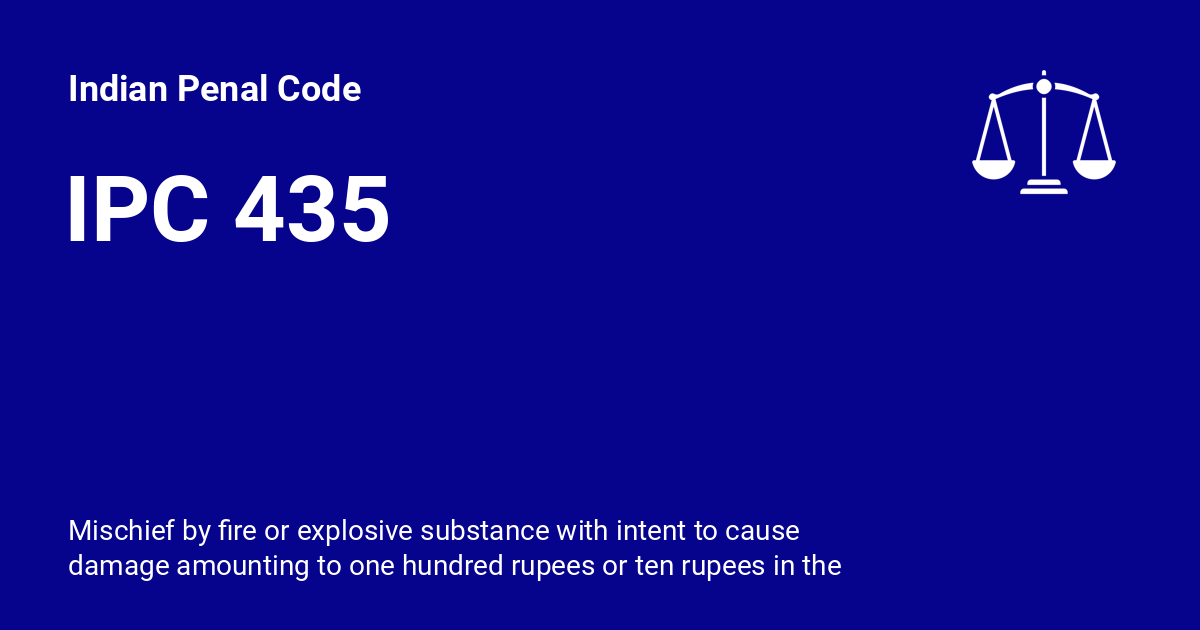 Indian Penal Code
IPC 435
Mischief by fire or explosive substance with intent to cause
damage amounting to one hundred rupees or ten rupees in the